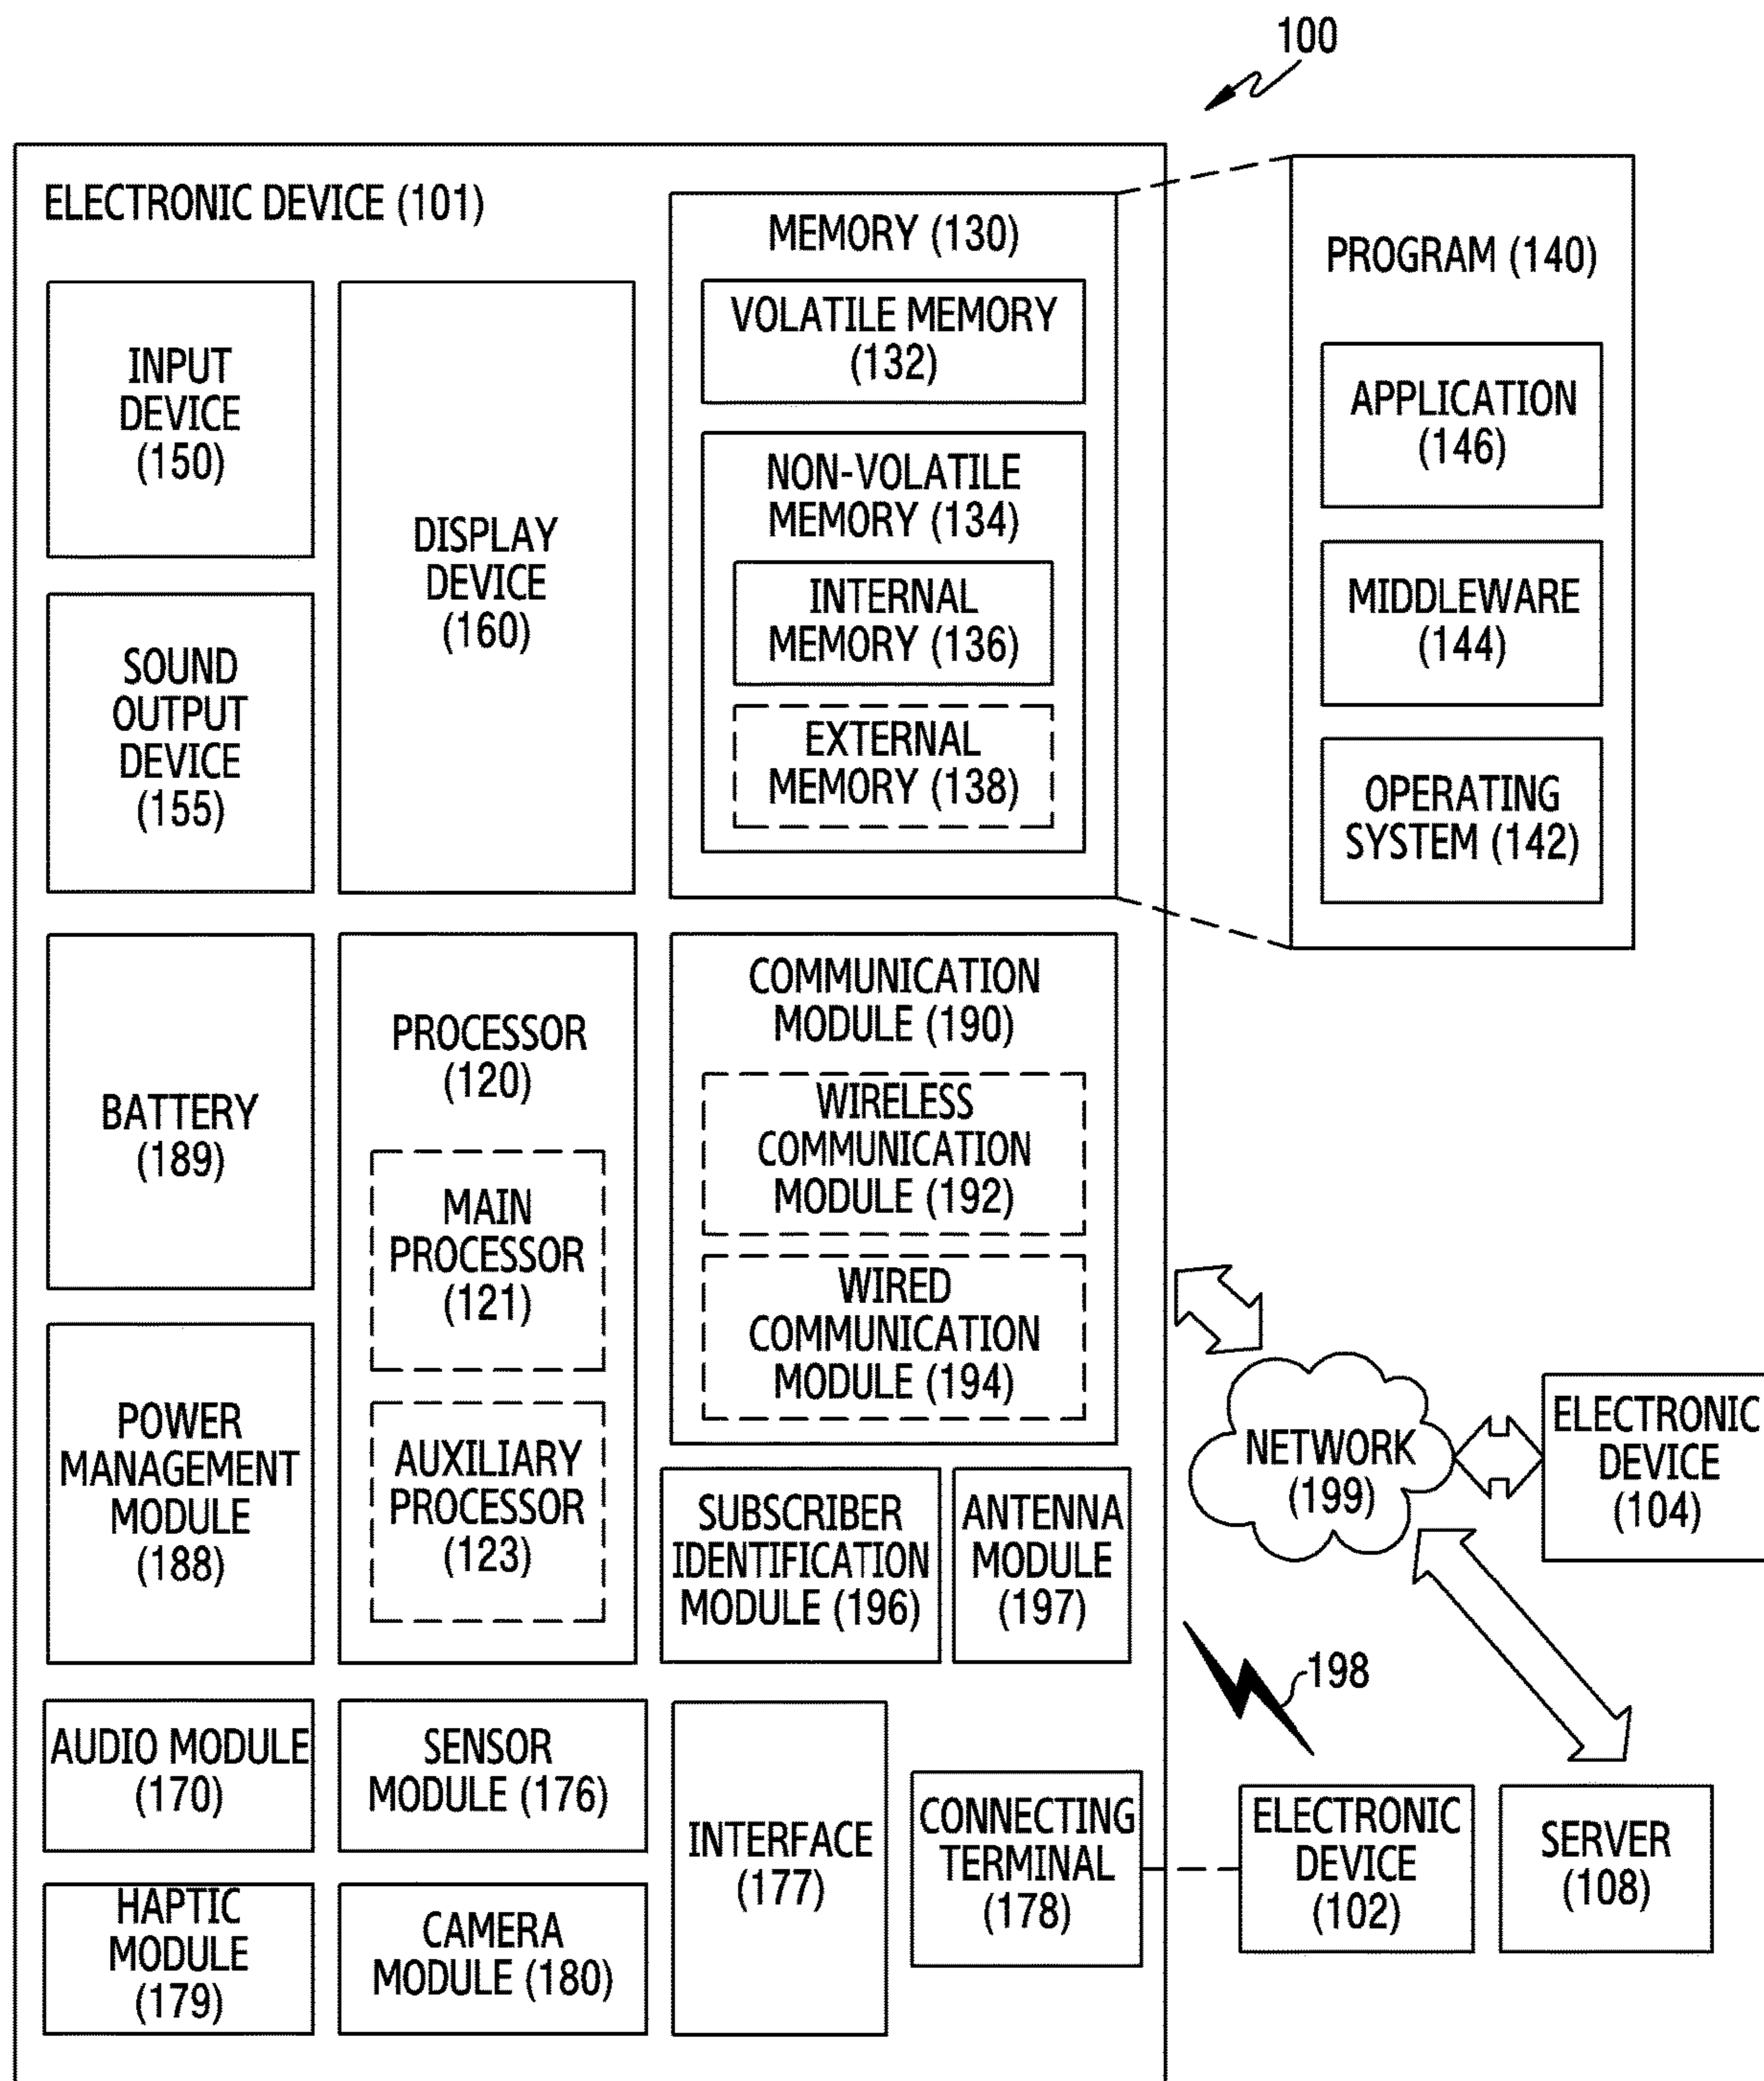 100
ELECTRONIC DEVICE (101)
INPUT
DEVICE
(150)
DISPLAY
DEVICE
(160)
SOUND
OUTPUT
DEVICE
(155)
MEMORY (130)
VOLATILE MEMORY
(132)
NON-VOLATILE
MEMORY (134)
INTERNAL
MEMORY (136)
EXTERNAL
MEMORY (138)
PROGRAM (140)
APPLICATION
(146)
MIDDLEWARE
(144)
OPERATING
SYSTEM (142)
BATTERY
(189)
POWER
MANAGEMENT
MODULE
(188)
PROCESSOR
(120)
MAIN
PROCESSOR
(121)
AUXILIARY
PROCESSOR
(123)
COMMUNICATION
MODULE (190)
WIRELESS
COMMUNICATION
MODULE (192)
WIRED
COMMUNICATION
MODULE (194)
SUBSCRIBER
IDENTIFICATION
MODULE (196)
ANTENNA
MODULE
(197)
NETWORK
(199)
ELECTRONIC
DEVICE
(104)
198
AUDIO MODULE
(170)
SENSOR
MODULE (176)
HAPTIC
MODULE
(179)
CAMERA
MODULE (180)
INTERFACE
(177)
CONNECTING
TERMINAL
(178)
ELECTRONIC
DEVICE
(102)
SERVER
(108)